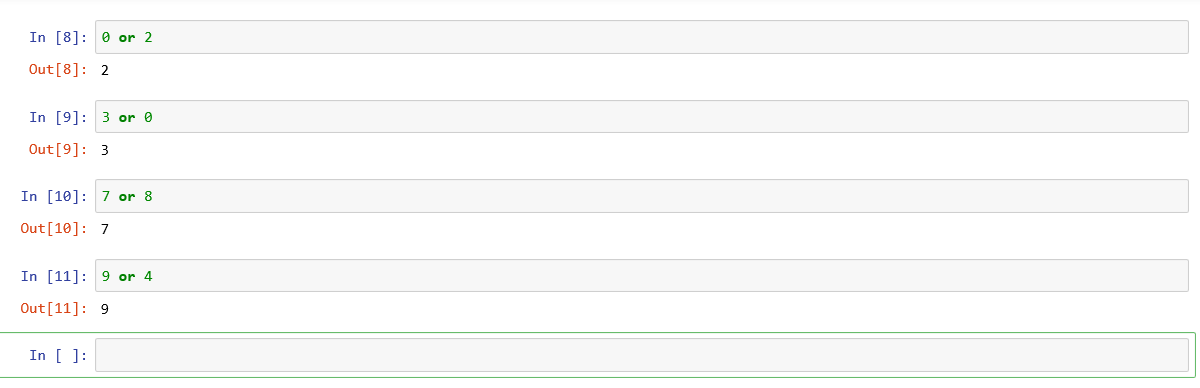 In [8]: 0 or 2
Out[8]: 2
In [9]: 3 or 0
Out[9]: 3
In [10]: 7 or 8
Out[10]: 7
In [11]: 9 or 4
Out[11]: 9
In [ ]: